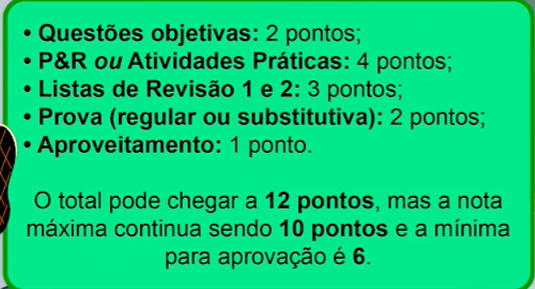 • Questões objetivas: 2 pontos;
• P&R ou Atividades Práticas: 4 pontos;
• Listas de Revisão 1 e 2: 3 pontos;
• Prova (regular ou substitutiva): 2 pontos;
• Aproveitamento: 1 ponto.
O total pode chegar a 12 pontos, mas a nota
máxima continua sendo 10 pontos e a mínima
para aprovação é 6.